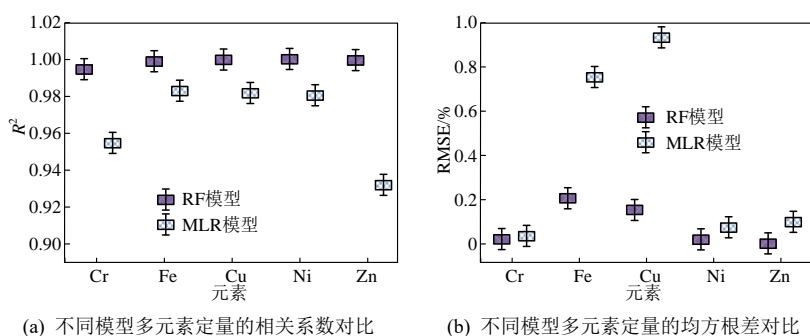 1.02
1.00
0.98
0.96
0.94
0.92
0.90
R²
RF模型
MLR模型
Cr Fe Cu Ni Zn
元素
(a) 不同模型多元素定量的相关系数对比
1.0
0.8
0.6
0.4
0.2
0
RMSE/%
RF模型
MLR模型
Cr Fe Cu Ni Zn
元素
(b) 不同模型多元素定量的均方根差对比